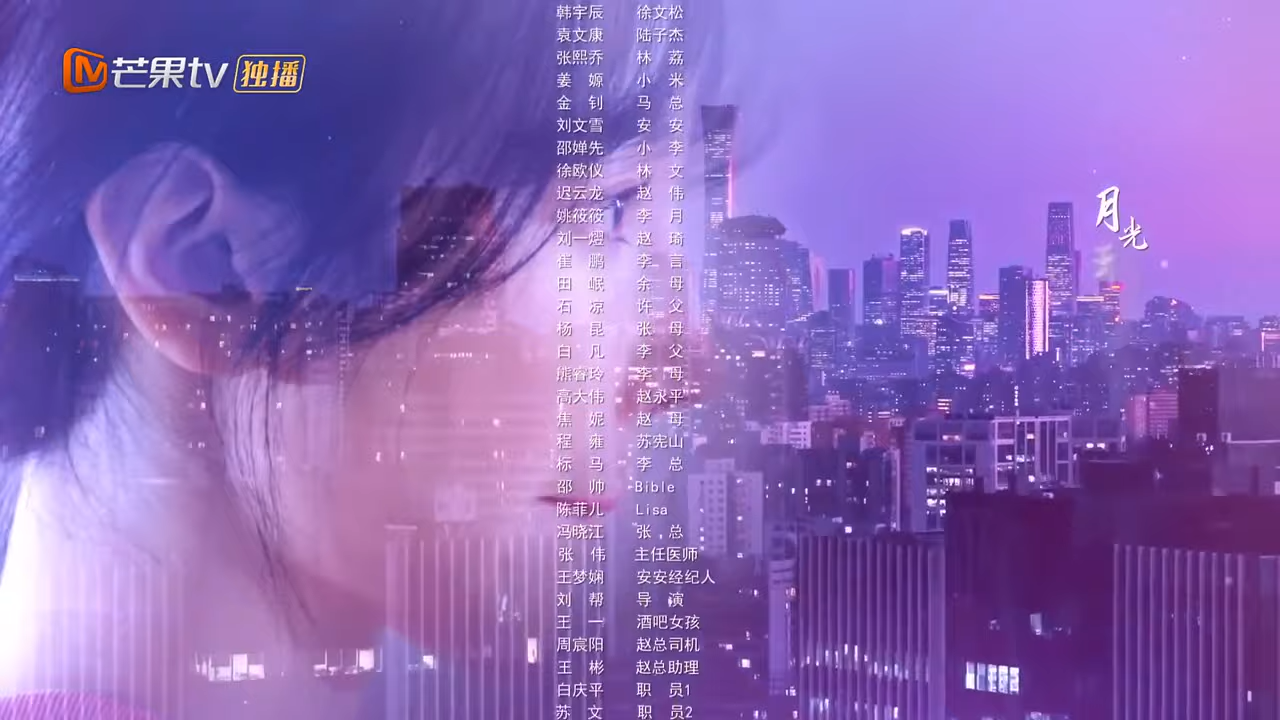 芒果tv 独播
韩宇辰 徐文松
袁文康 陆子杰
张熙乔 林荔
姜嫄 小米
金钊 马总
刘文雪 安安
邵婵先 小李
徐欧仪 林文
迟云龙 赵伟
姚筱筱 李月
刘一熤 赵琦
崔鹏 李言
田岷 余母
石凉 许父
杨昆 张母
白凡 李父
熊睿玲 李母
高大伟 赵永平
焦妮 赵母
程雍 苏宪山
标马 李总
邵帅 Bible
陈菲儿 Lisa
冯晓江 张总
张伟 主任医师
王梦娴 安安经纪人
刘帮 导演
王一 酒吧女孩
周宸阳 赵总司机
王彬 赵总助理
白庆平 职员1
苏文 职员2
月光